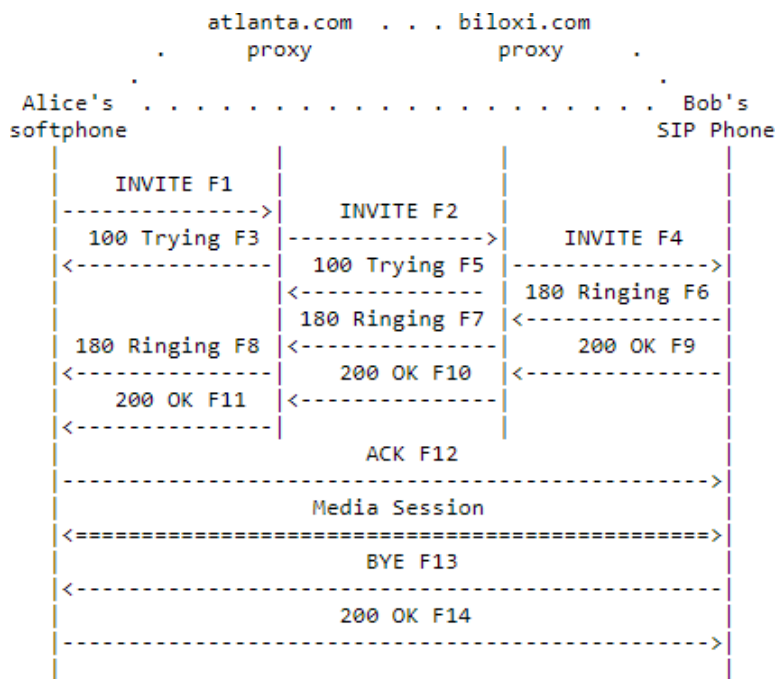 atlanta.com . . . biloxi.com
. proxy proxy .
. .
Alice's . . . . . . . . . . . . . . . . . . . . Bob's
softphone SIP Phone
| | | |
| INVITE F1 | | |
|--------------->| INVITE F2 | |
| 100 Trying F3 |--------------->| INVITE F4 |
|<---------------| 100 Trying F5 |--------------->|
| |<-------------- | 180 Ringing F6 |
| | 180 Ringing F7 |<---------------|
| 180 Ringing F8 |<---------------| 200 OK F9 |
|<---------------| 200 OK F10 |<---------------|
| 200 OK F11 |<---------------| |
|<---------------| | |
| ACK F12 |
|------------------------------------------------->|
| Media Session |
|<================================================>|
| BYE F13 |
|<-------------------------------------------------|
| 200 OK F14 |
|------------------------------------------------->|
| |